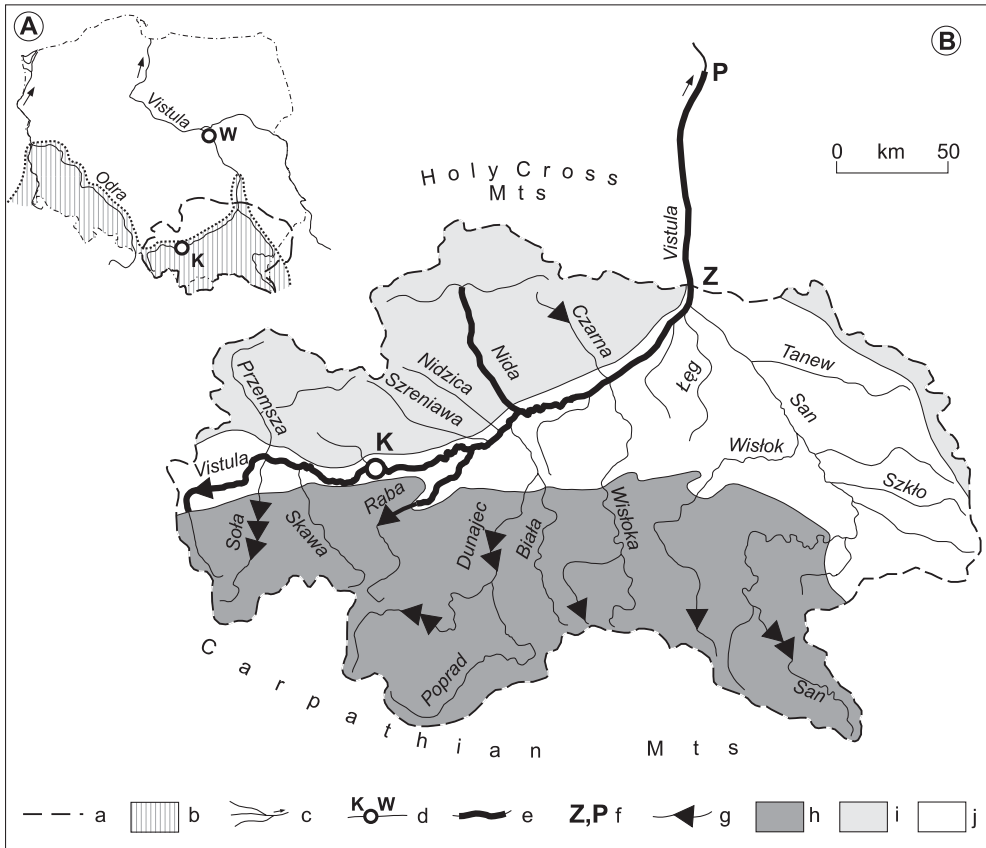 A
B
Vistula
W
Odra
K
P
0 km 50
Holy Cross
Mts
Vistula
Z
Czarna
Nida
Nidzica
Szreniawa
Przemsza
Łęg
Tanew
San
Wisłok
Szkło
K
Vistula
Raba
Soła
Skawa
Dunajec
Biała
Wisłoka
Poprad
San
Carpathian Mts
a
b
c
K W
d
e
Z,P f
g
h
i
j